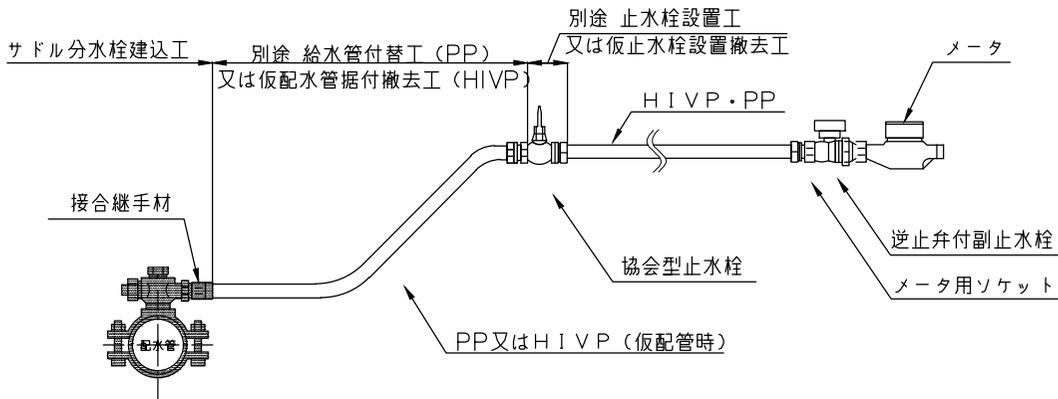 別途 止水栓設置工
又は仮止水栓設置撤去工
サドル分水栓建込工
別途 給水管付替工（PP）
又は仮配水管据付撤去工（HIVP）
メータ
HIVP・PP
接合継手材
逆止弁付副止水栓
協会型止水栓
メータ用ソケット
配水管
PP又はHIVP（仮配管時）